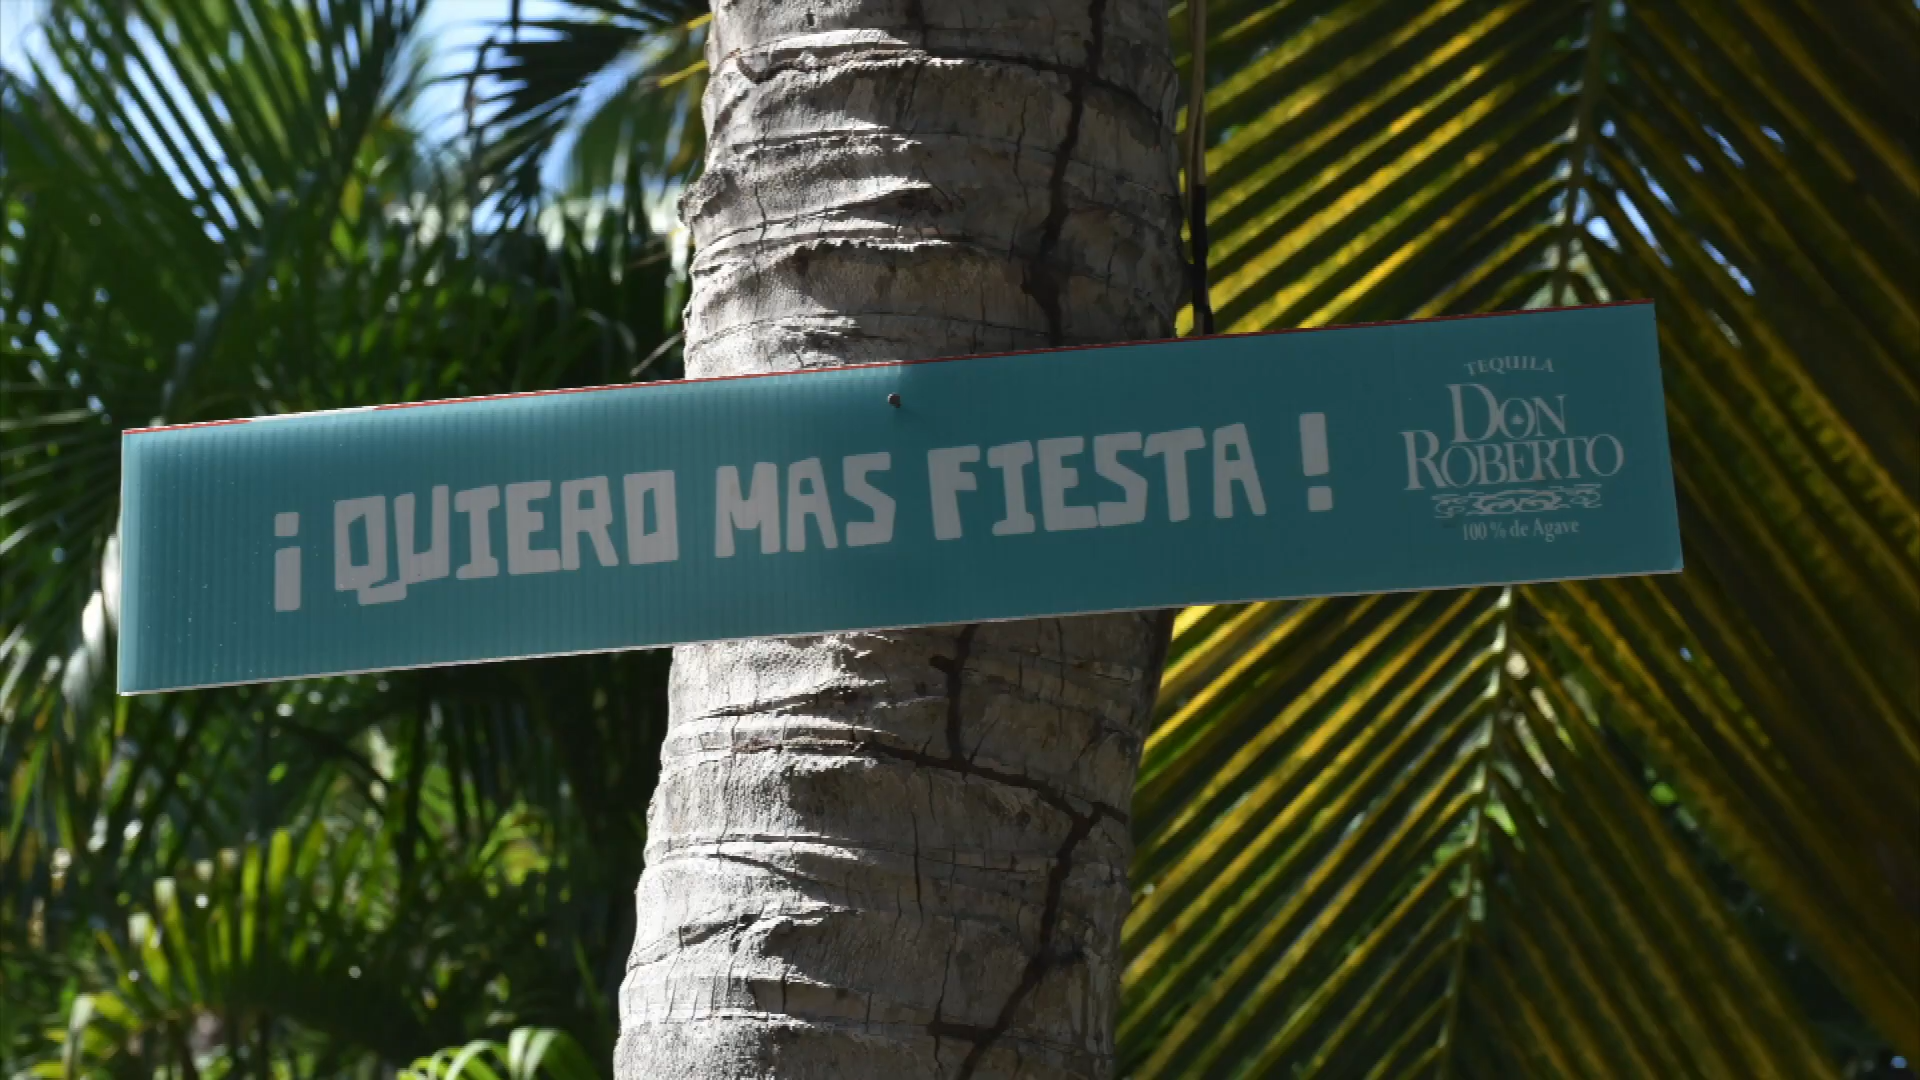 ¡ QUIERO MAS FIESTA !
TEQUILA
DON
ROBERTO
100 % de Agave